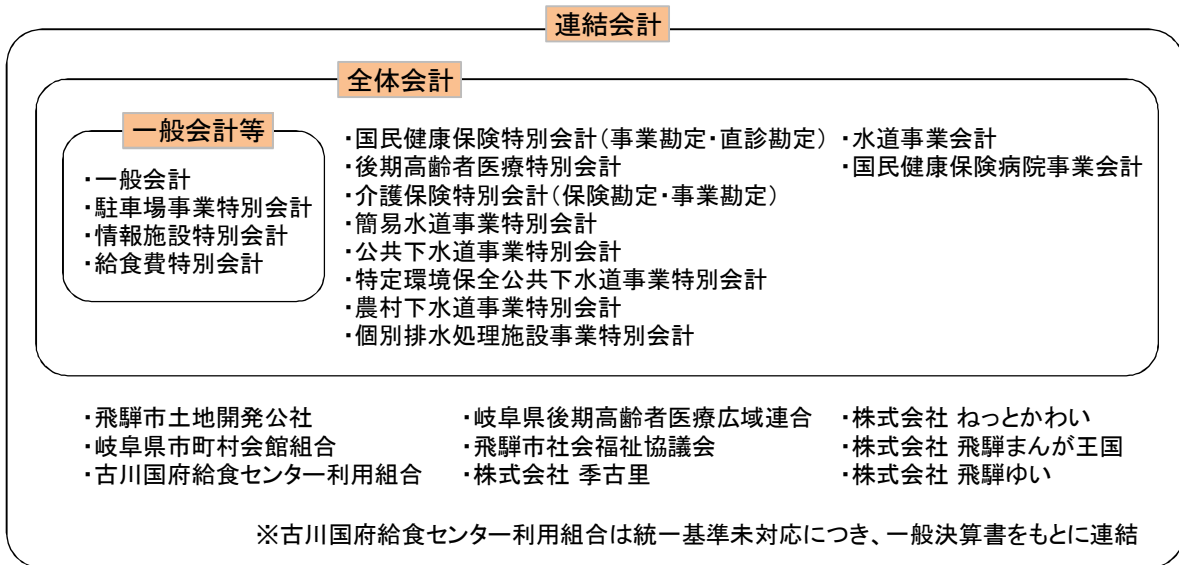 連結会計
全体会計
一般会計等
・一般会計
・駐車場事業特別会計
・情報施設特別会計
・給食費特別会計
・国民健康保険特別会計(事業勘定・直診勘定)
・後期高齢者医療特別会計
・介護保険特別会計(保険勘定・事業勘定)
・簡易水道事業特別会計
・公共下水道事業特別会計
・特定環境保全公共下水道事業特別会計
・農村下水道事業特別会計
・個別排水処理施設事業特別会計
・水道事業会計
・国民健康保険病院事業会計
・飛騨市土地開発公社
・岐阜県市町村会館組合
・古川国府給食センター利用組合
・岐阜県後期高齢者医療広域連合
・飛騨市社会福祉協議会
・株式会社 季古里
・株式会社 ねっとかわい
・株式会社 飛騨まんが王国
・株式会社 飛騨ゆい
※古川国府給食センター利用組合は統一基準未対応につき、一般決算書をもとに連結